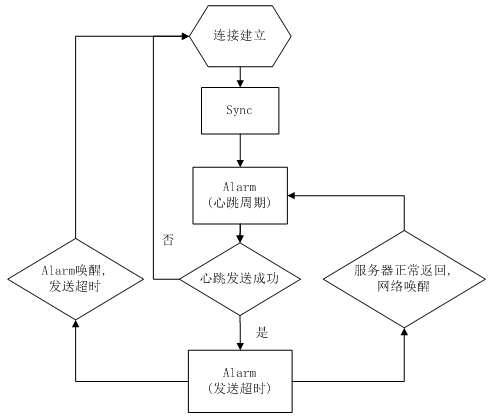 连接建立
Sync
Alarm
(心跳周期)
否
Alarm唤醒,
发送超时
心跳发送成功
服务器正常返回,
网络唤醒
是
Alarm
(发送超时)